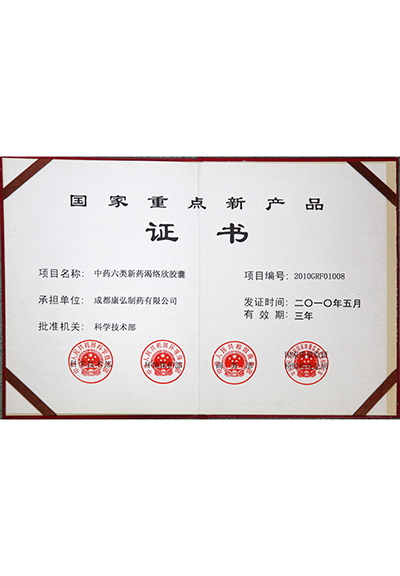 国家重点新产品
证书
项目名称: 中药六类新药渴络欣胶囊
项目编号: 2010GRF01008
承担单位: 成都康弘制药有限公司
发证时间: 二〇一〇年五月
有效期: 三年
批准机关: 科学技术部